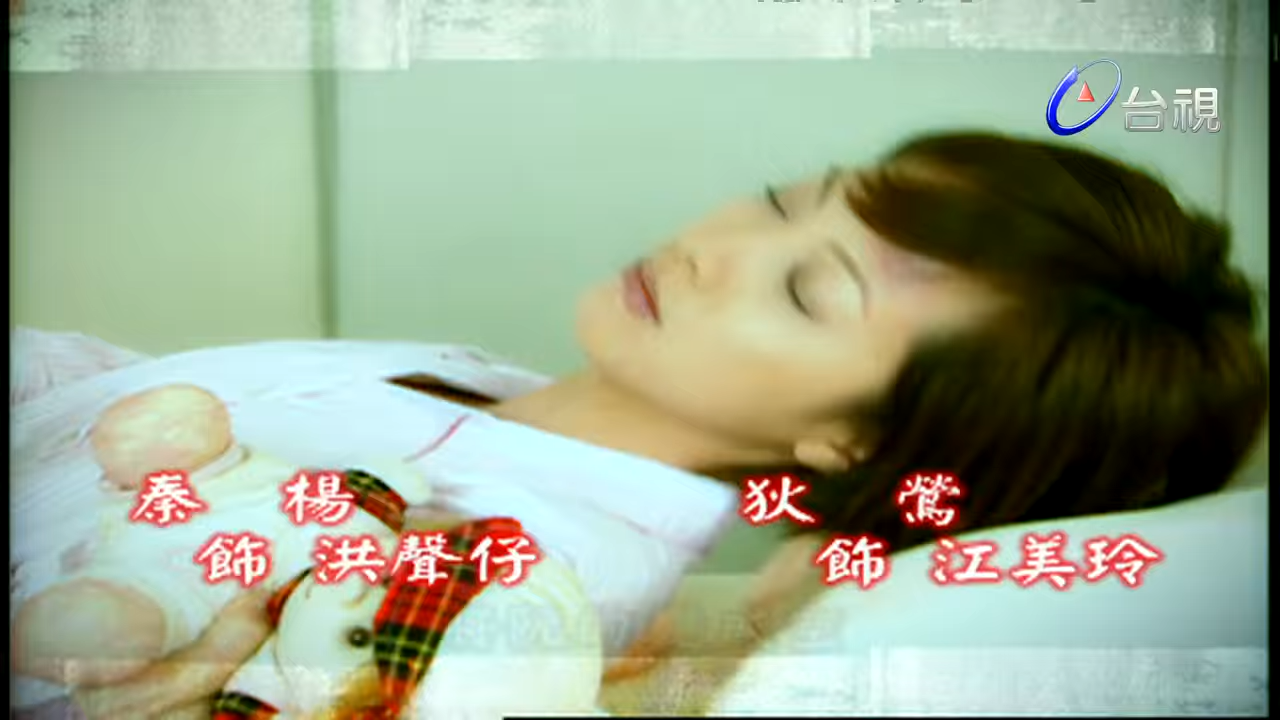 台視
秦楊
飾 洪聲仔
狄鶯
飾 江美玲